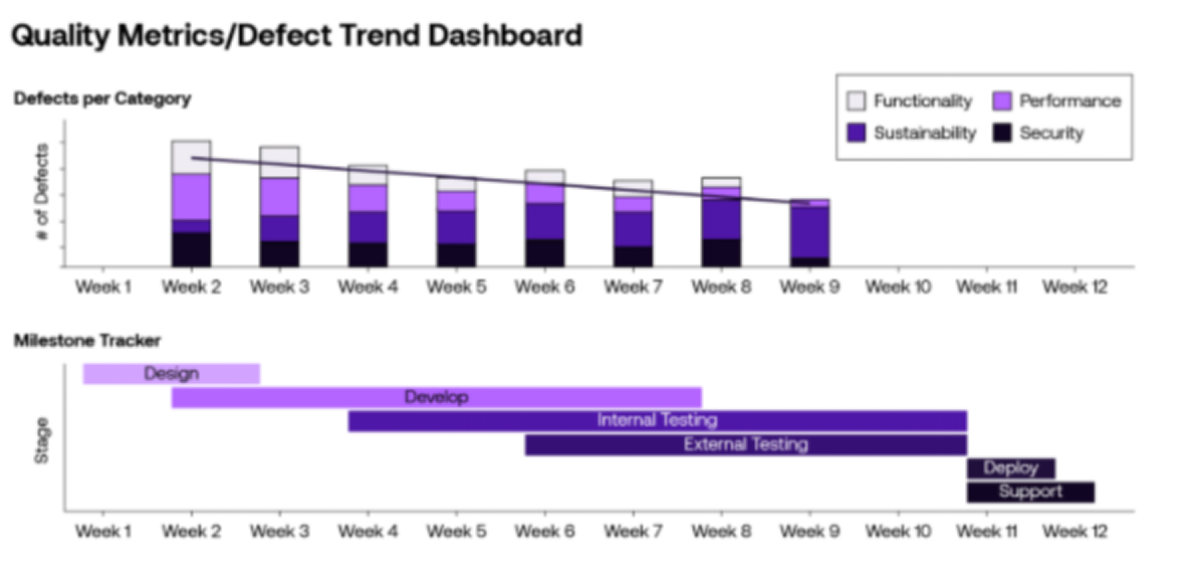 Quality Metrics/Defect Trend Dashboard
Defects per Category
Functionality Performance
Sustainability Security
# of Defects
Week 1 Week 2 Week 3 Week 4 Week 5 Week 6 Week 7 Week 8 Week 9 Week 10 Week 11 Week 12
Milestone Tracker
Design
Develop
Internal Testing
External Testing
Deploy
Support
Stage
Week 1 Week 2 Week 3 Week 4 Week 5 Week 6 Week 7 Week 8 Week 9 Week 10 Week 11 Week 12